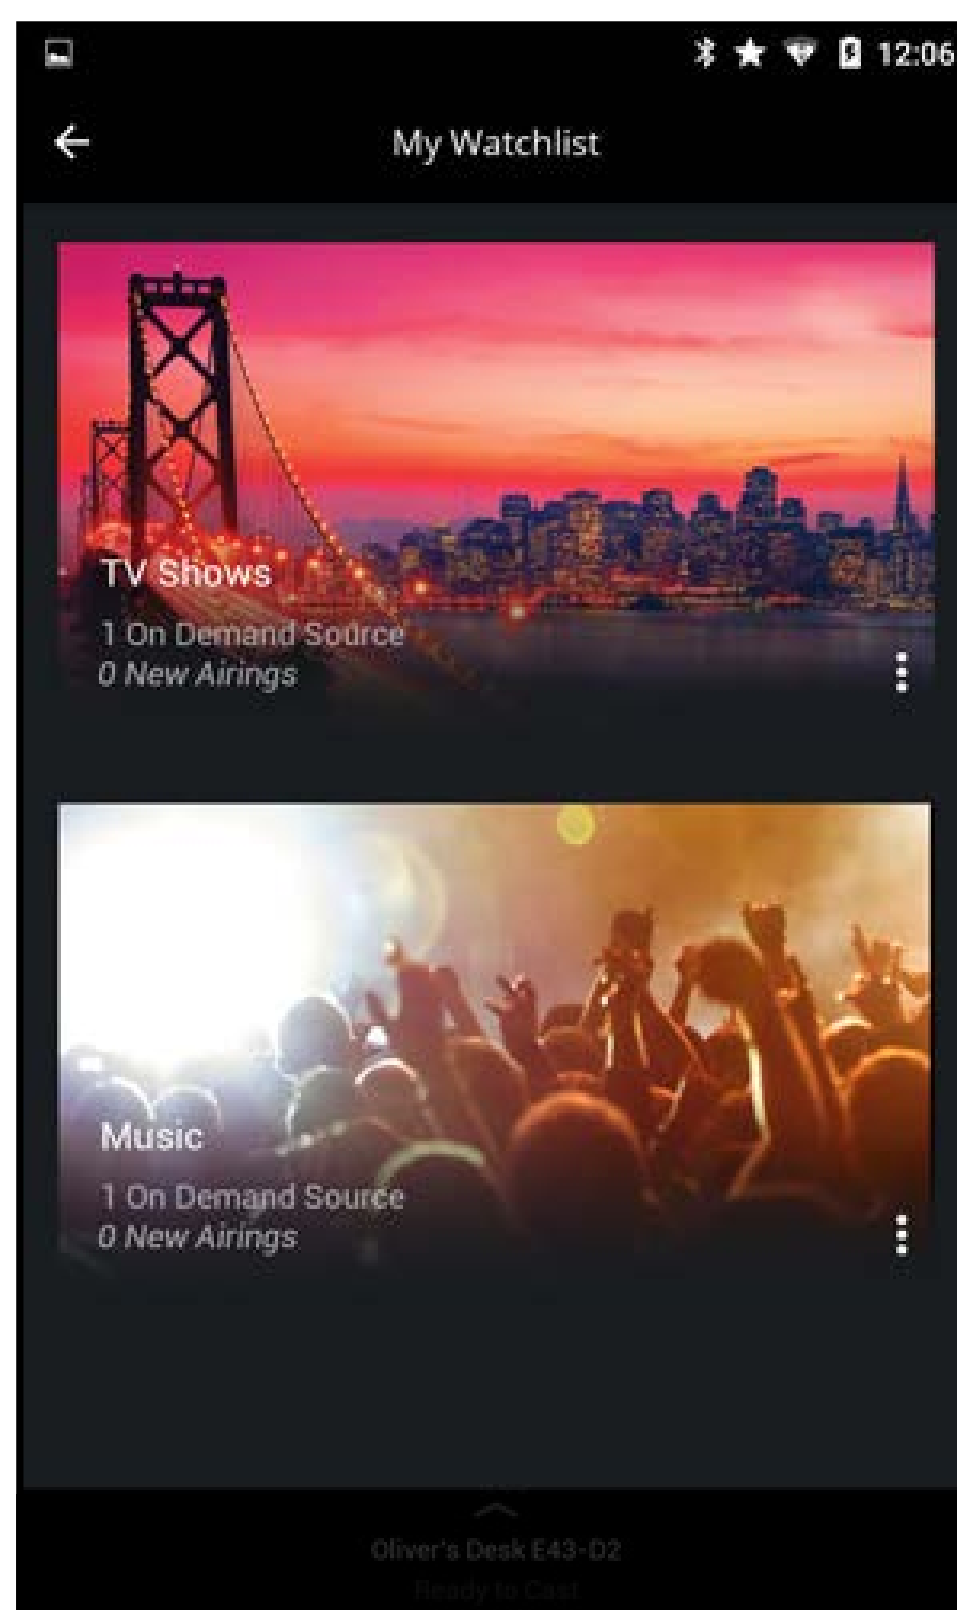 12:06
My Watchlist
TV Shows
1 On Demand Source
0 New Airings
Music
1 On Demand Source
0 New Airings
Oliver's Desk E43-D2
Ready to Cast